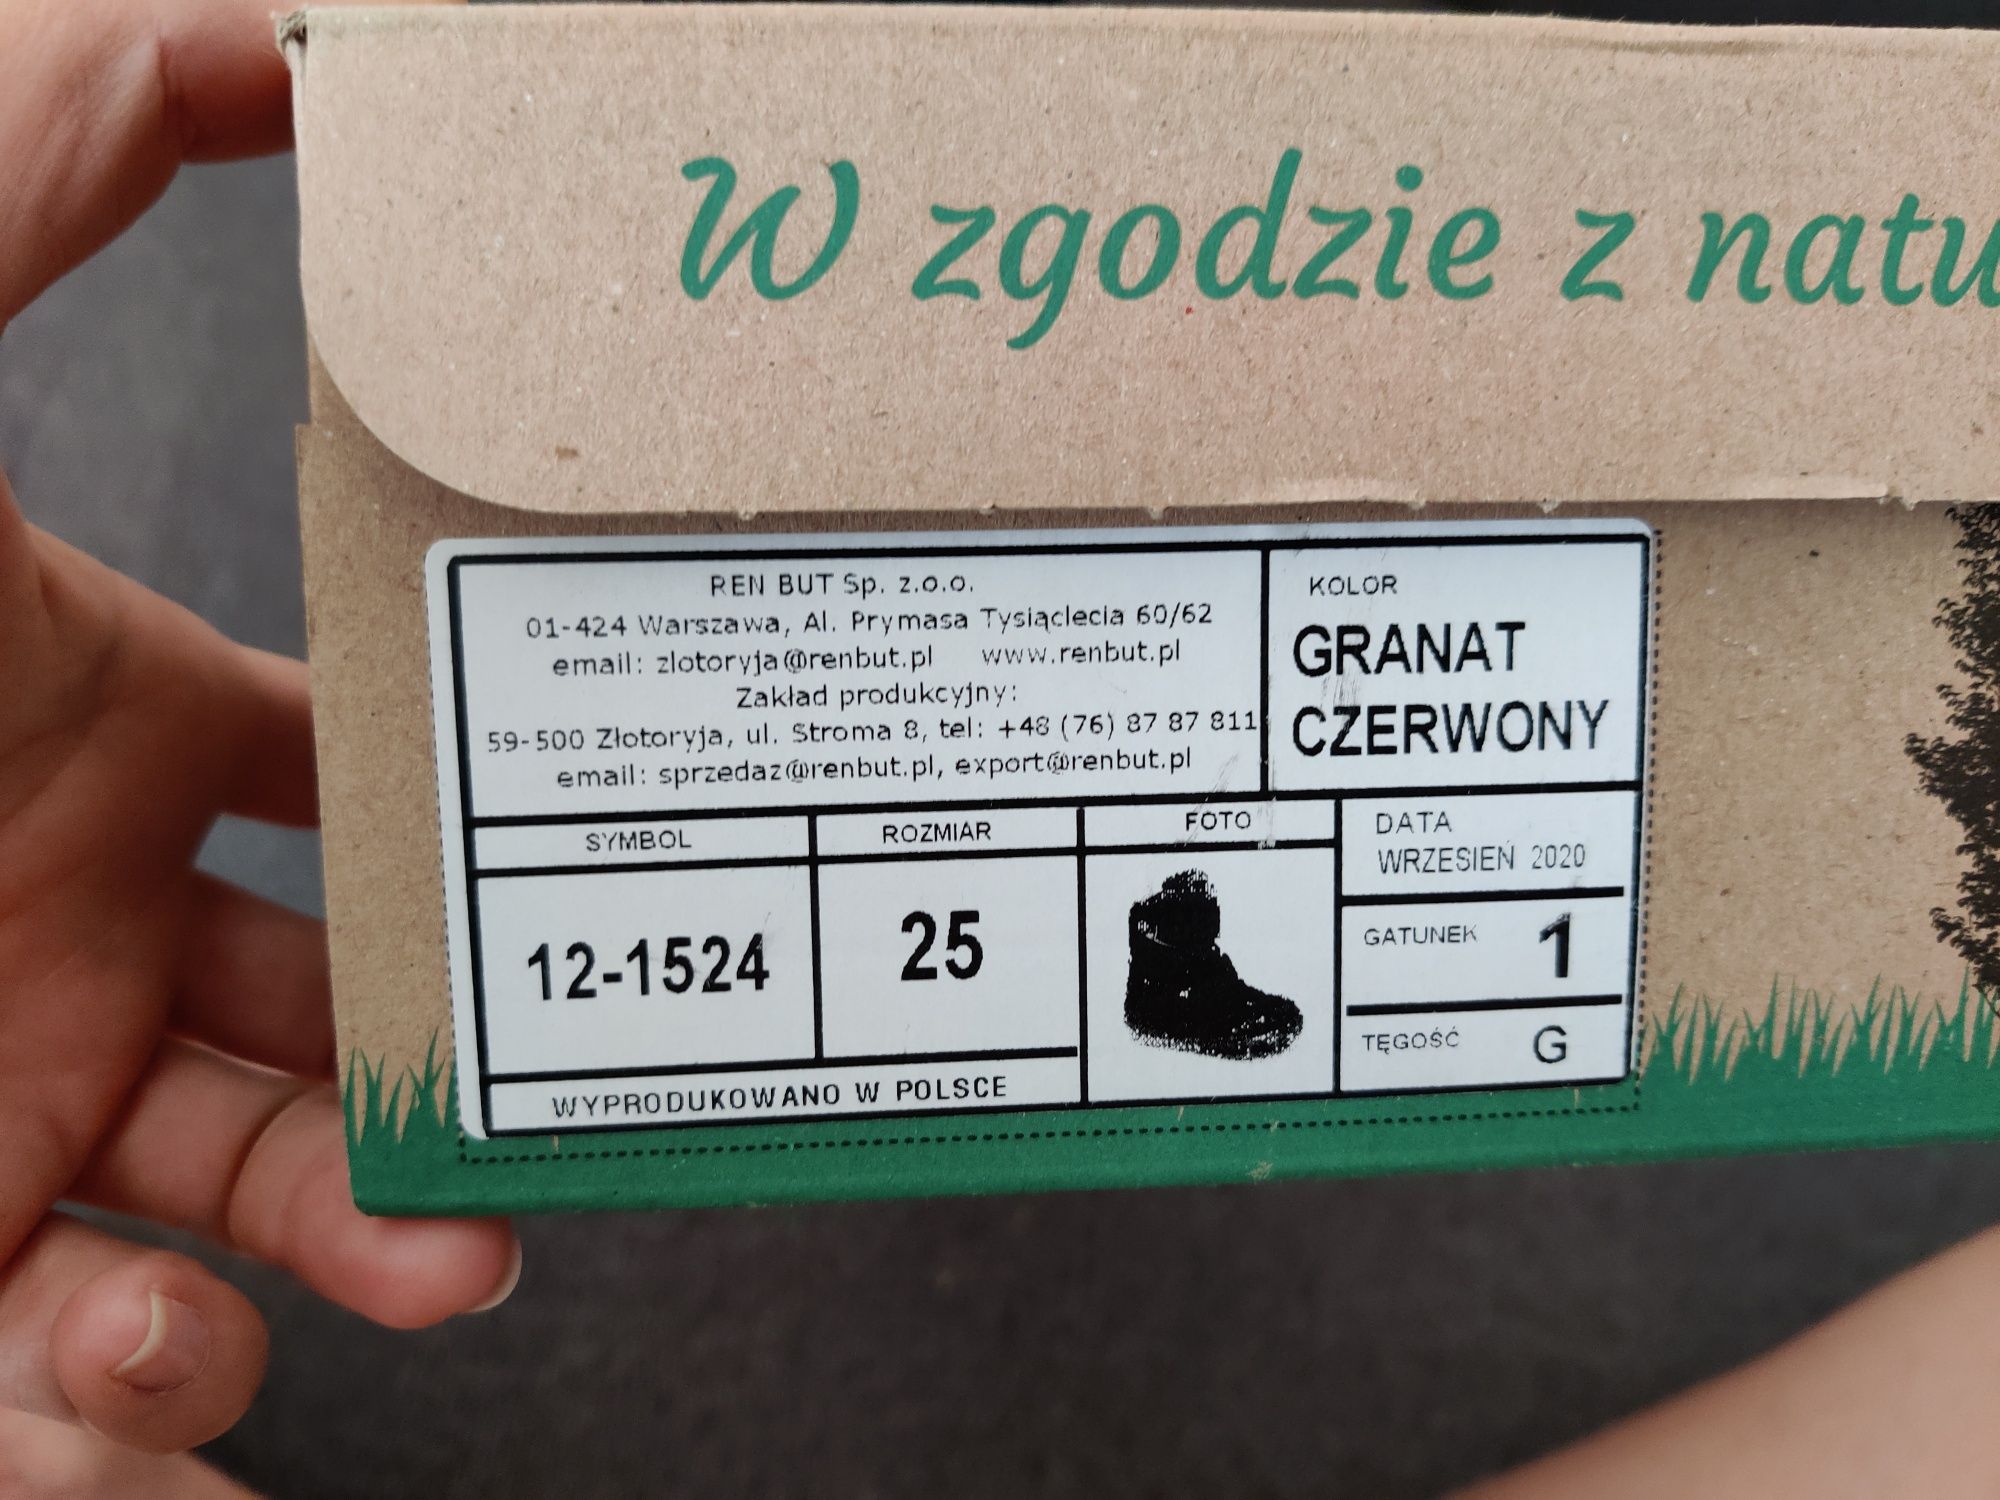 W zgodzie z natu
REN BUT Sp. z.o.o.
01-424 Warszawa, Al. Prymasa Tysiąclecia 60/62
email: zlotoryja@renbut.pl www.renbut.pl
Zakład produkcyjny:
59-500 Złotoryja, ul. Stroma 8, tel: +48 (76) 87 87 811
email: sprzedaz@renbut.pl, export@renbut.pl
KOLOR
GRANAT
CZERWONY
SYMBOL
12-1524
ROZMIAR
25
FOTO
DATA
WRZESIEŃ 2020
GATUNEK 1
TĘGOŚĆ G
WYPRODUKOWANO W POLSCE